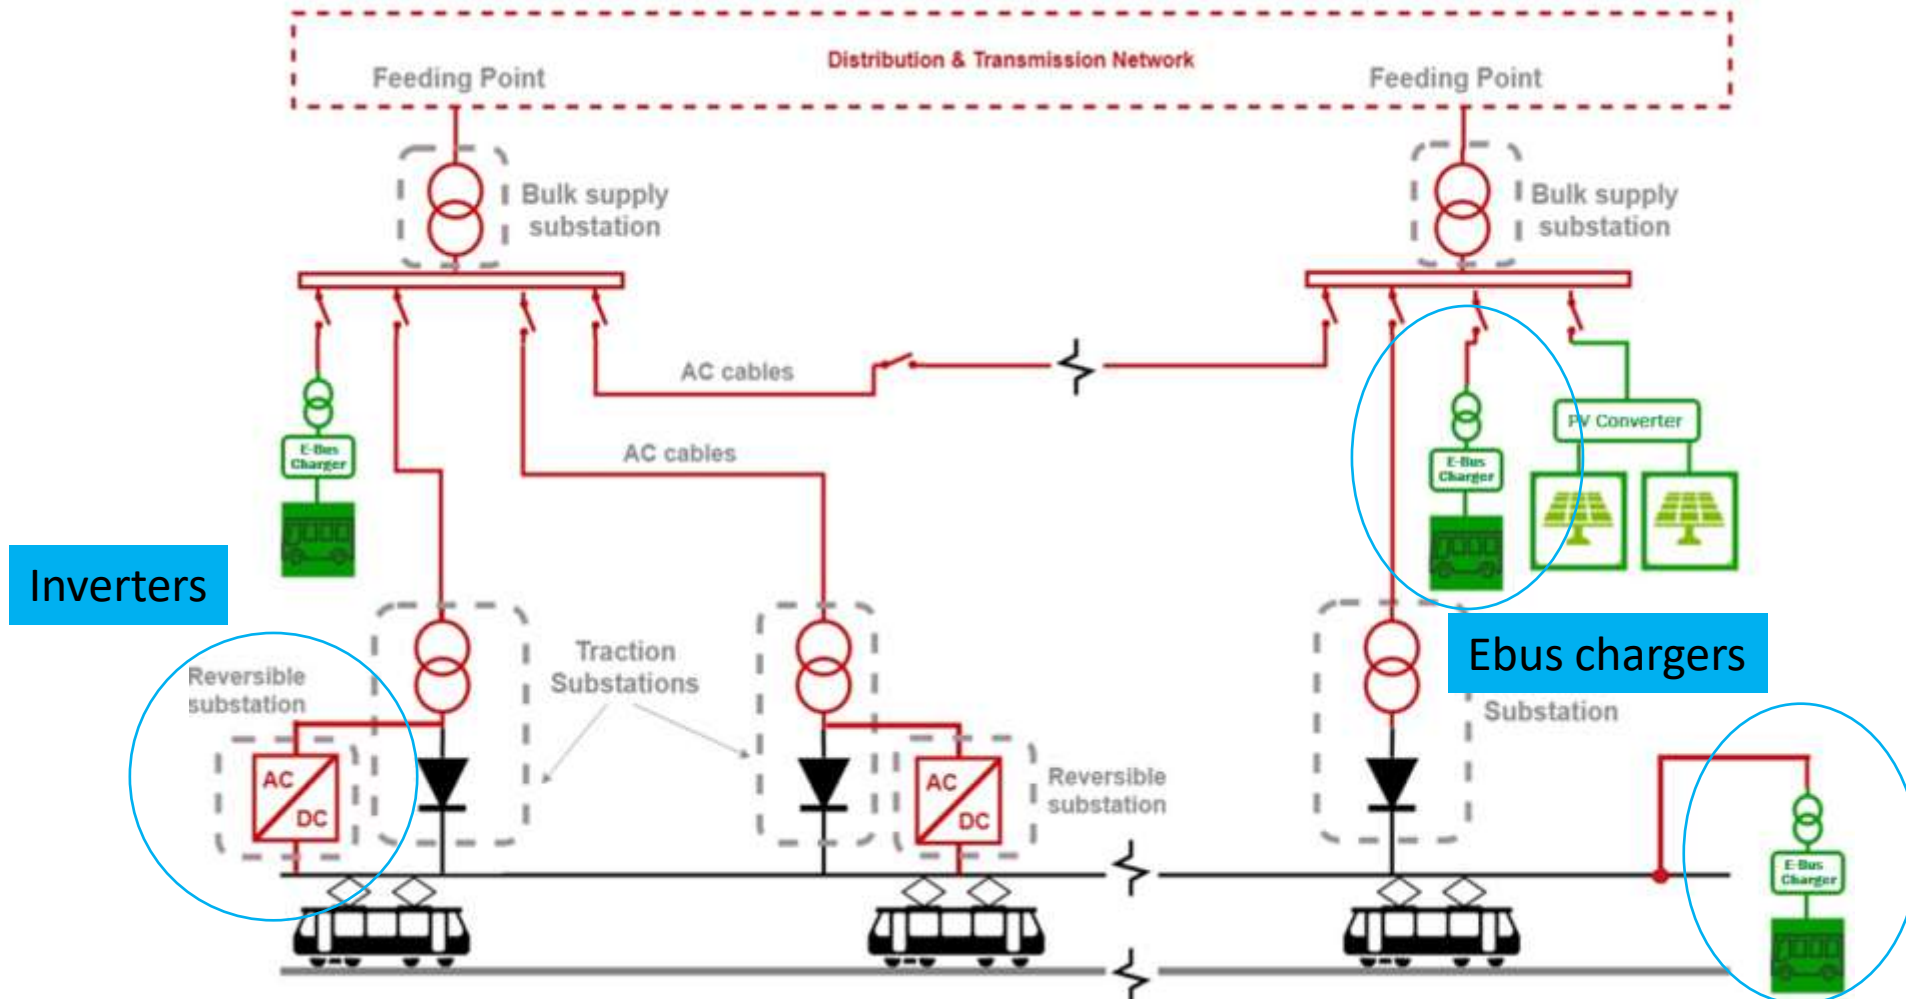 Distribution & Transmission Network
Feeding Point
Feeding Point
Bulk supply
substation
Bulk supply
substation
AC cables
AC cables
E-Bus
Charger
PV Converter
E-Bus
Charger
Inverters
Reversible
substation
Traction
Substations
Ebus chargers
Substation
AC
DC
AC
DC
Reversible
substation
E-Bus
Charger